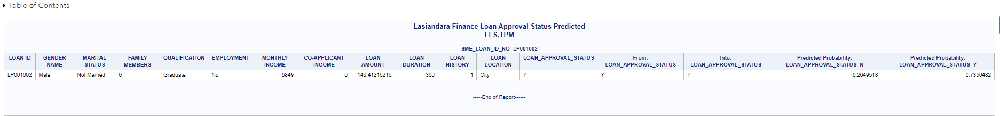 Table of Contents
Lasiandara Finance Loan Approval Status Predicted
LFS,TPM
SME_LOAN_ID_NO=LP001002
LOAN ID GENDER NAME MARITAL STATUS FAMILY MEMBERS QUALIFICATION EMPLOYMENT MONTHLY INCOME CO-APPLICANT INCOME LOAN AMOUNT LOAN DURATION LOAN HISTORY LOAN LOCATION LOAN_APPROVAL_STATUS From: LOAN_APPROVAL_STATUS Into: LOAN_APPROVAL_STATUS Predicted Probability: LOAN_APPROVAL_STATUS=N Predicted Probability: LOAN_APPROVAL_STATUS=Y
LP001002 Male Not Married 0 Graduate No 5849 0 146.41216216 360 1 City Y Y Y 0.2649518 0.7350482
-----End of Report------